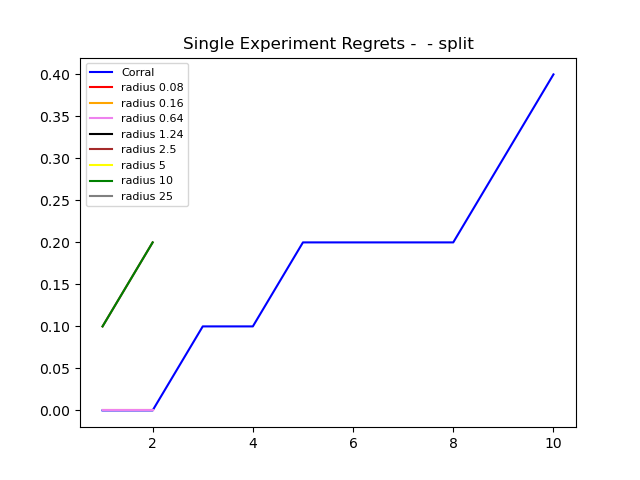 Single Experiment Regrets -  - split
Corral
radius 0.08
radius 0.16
radius 0.64
radius 1.24
radius 2.5
radius 5
radius 10
radius 25
0.40
0.35
0.30
0.25
0.20
0.15
0.10
0.05
0.00
2 4 6 8 10